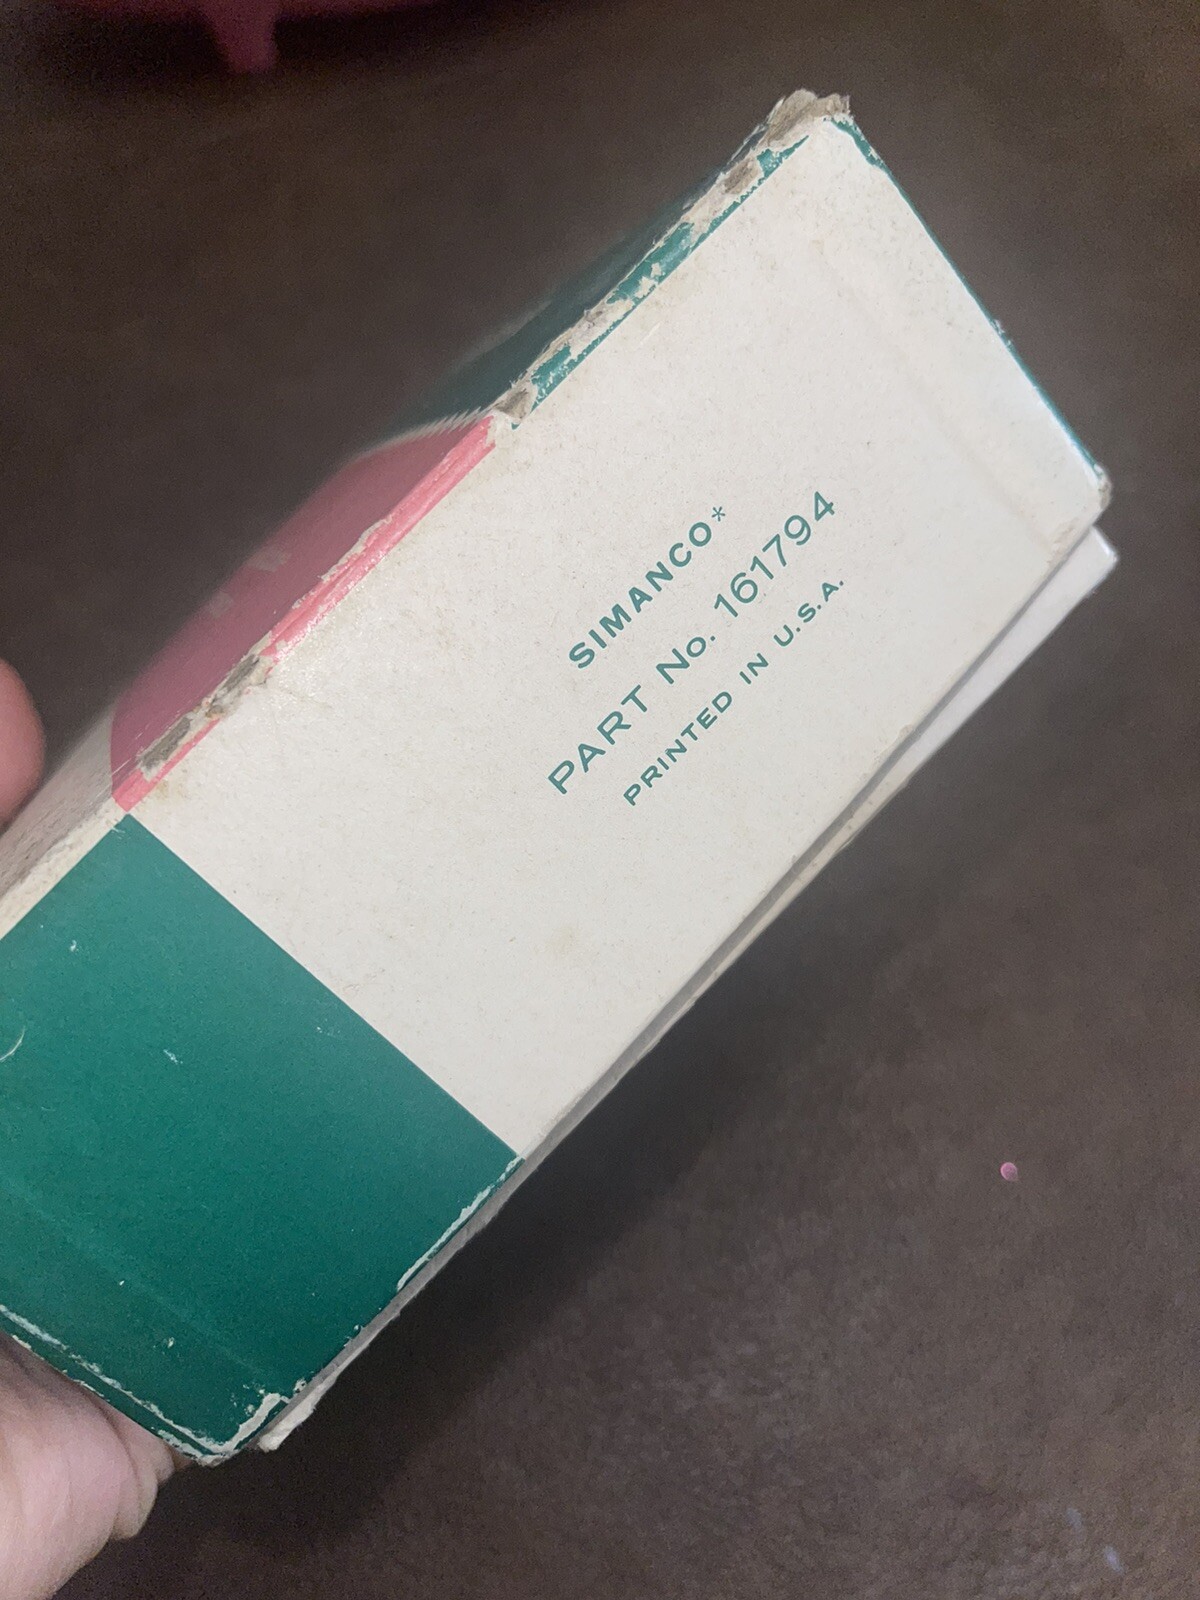 SIMANCO*
PART No. 161794
PRINTED IN U.S.A.